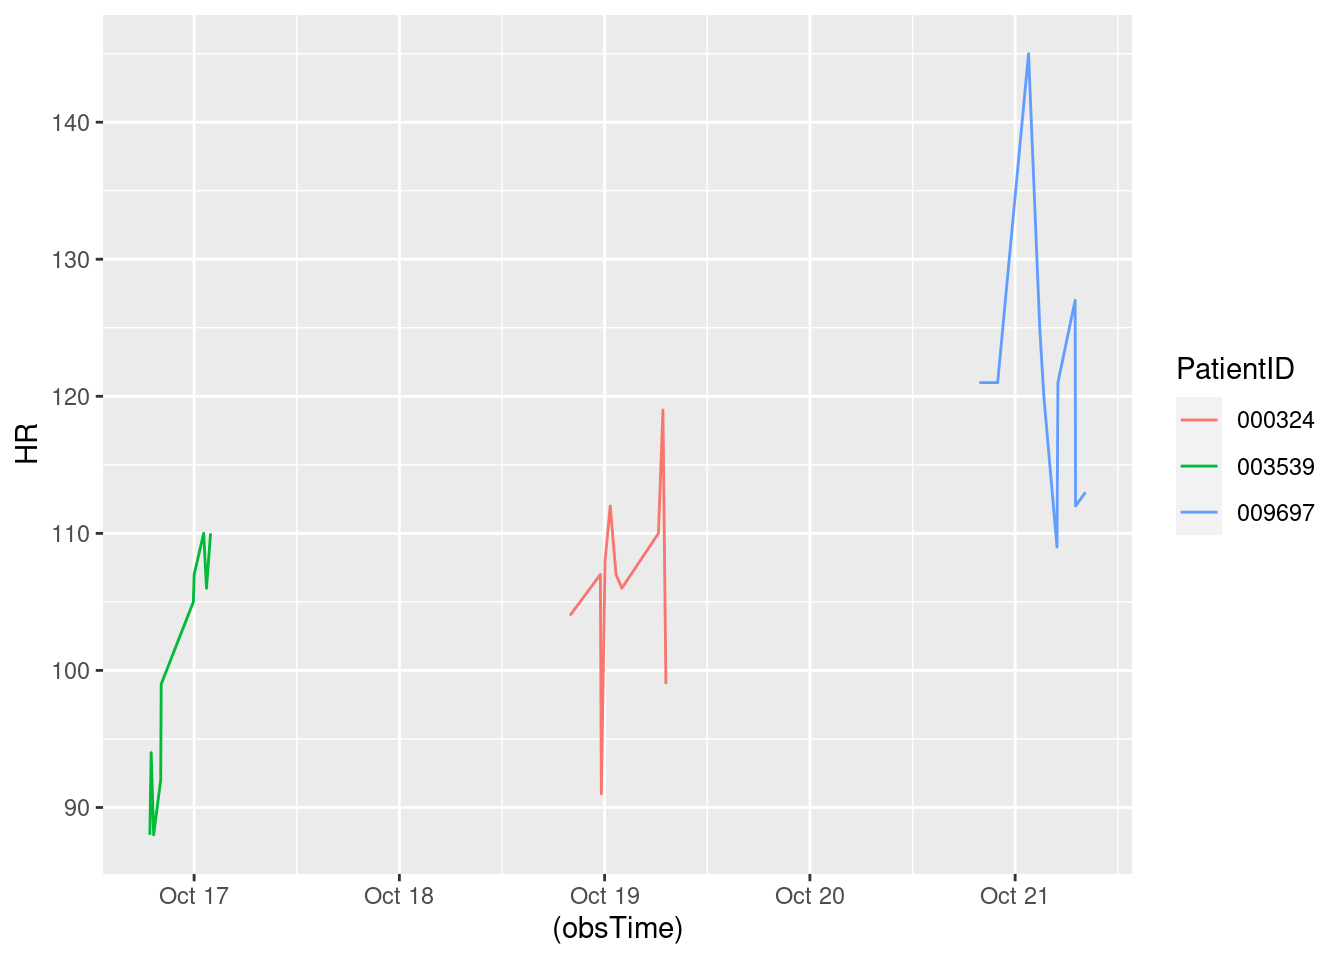 140
130
120
110
100
90
HR
Oct 17
Oct 18
Oct 19
Oct 20
Oct 21
(obsTime)
PatientID
000324
003539
009697